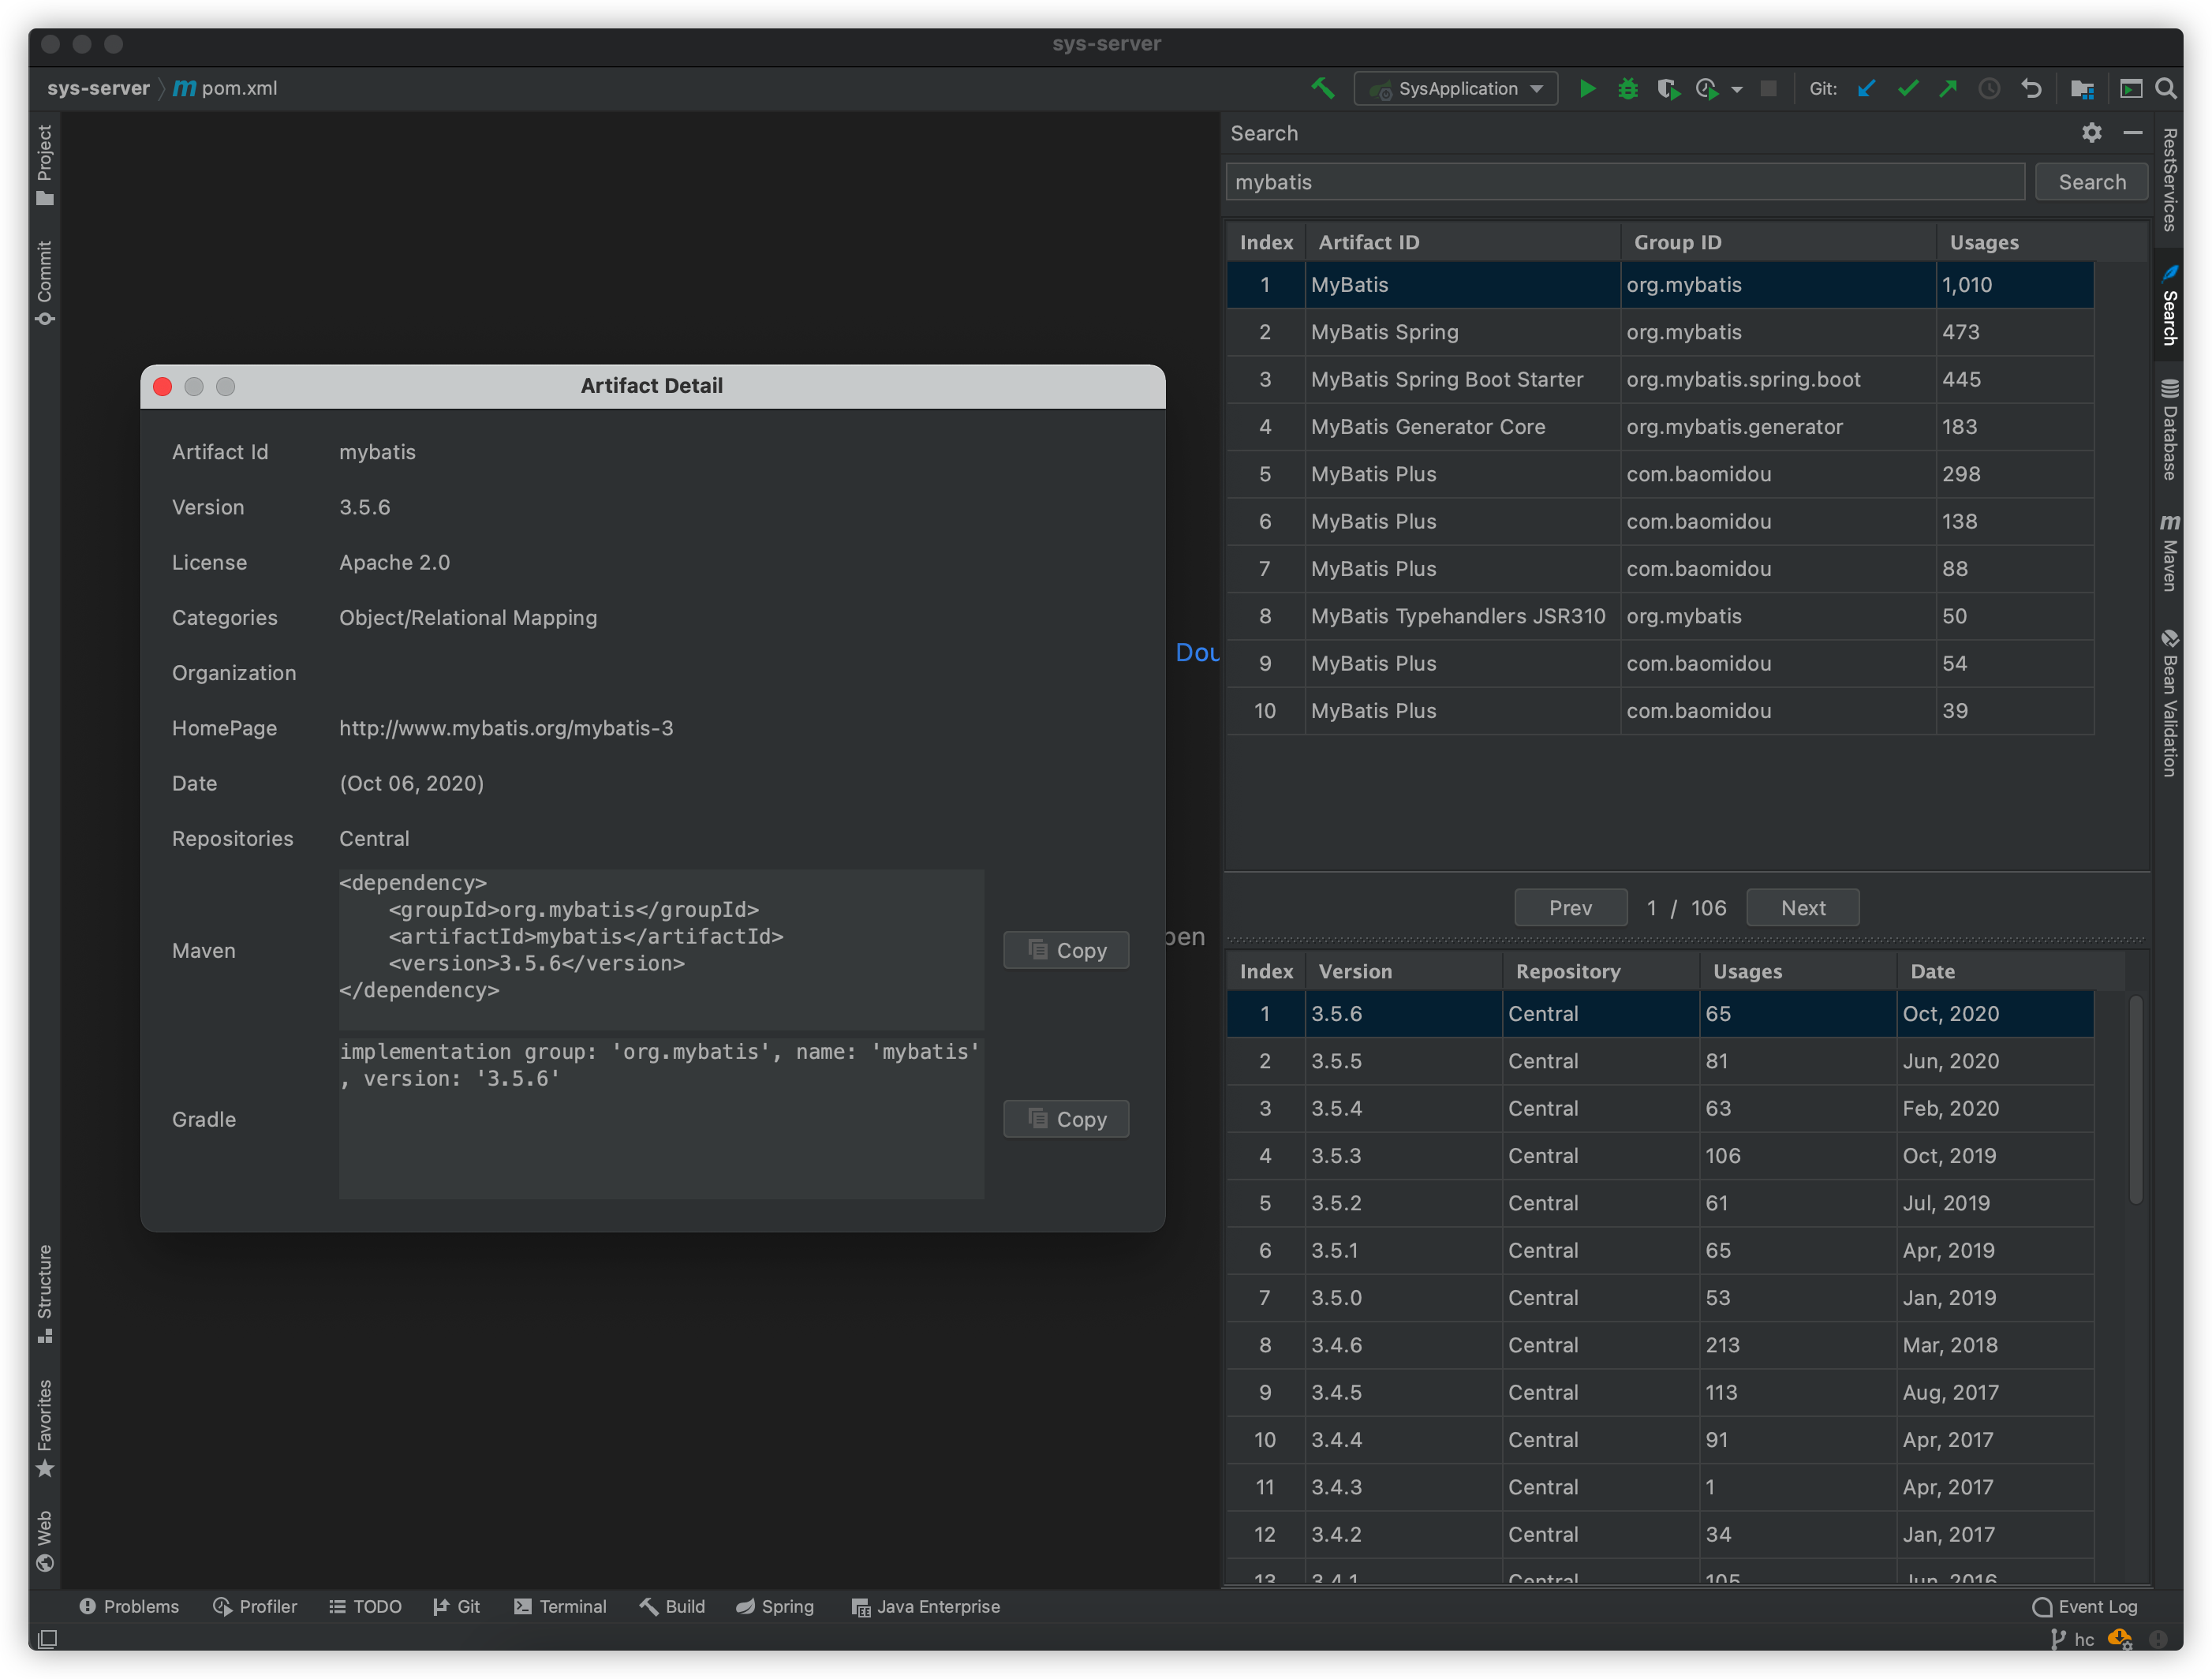 sys-server
sys-server pom.xml
SysApplication
Git:
Project
Commit
Structure
Favorites
Web
Dou
pen
Artifact Detail
Artifact Id mybatis
Version 3.5.6
License Apache 2.0
Categories Object/Relational Mapping
Organization
HomePage http://www.mybatis.org/mybatis-3
Date (Oct 06, 2020)
Repositories Central
Maven
<dependency>
    <groupId>org.mybatis</groupId>
    <artifactId>mybatis</artifactId>
    <version>3.5.6</version>
</dependency>
Copy
Gradle
implementation group: 'org.mybatis', name: 'mybatis'
, version: '3.5.6'
Copy
Search
mybatis Search
Index Artifact ID Group ID Usages
1 MyBatis org.mybatis 1,010
2 MyBatis Spring org.mybatis 473
3 MyBatis Spring Boot Starter org.mybatis.spring.boot 445
4 MyBatis Generator Core org.mybatis.generator 183
5 MyBatis Plus com.baomidou 298
6 MyBatis Plus com.baomidou 138
7 MyBatis Plus com.baomidou 88
8 MyBatis Typehandlers JSR310 org.mybatis 50
9 MyBatis Plus com.baomidou 54
10 MyBatis Plus com.baomidou 39
Prev 1 / 106 Next
Index Version Repository Usages Date
1 3.5.6 Central 65 Oct, 2020
2 3.5.5 Central 81 Jun, 2020
3 3.5.4 Central 63 Feb, 2020
4 3.5.3 Central 106 Oct, 2019
5 3.5.2 Central 61 Jul, 2019
6 3.5.1 Central 65 Apr, 2019
7 3.5.0 Central 53 Jan, 2019
8 3.4.6 Central 213 Mar, 2018
9 3.4.5 Central 113 Aug, 2017
10 3.4.4 Central 91 Apr, 2017
11 3.4.3 Central 1 Apr, 2017
12 3.4.2 Central 34 Jan, 2017
13 3.4.1 Central 105 Jun, 2016
RestServices
Search
Database
Maven
Bean Validation
Problems Profiler TODO Git Terminal Build Spring Java Enterprise Event Log
hc